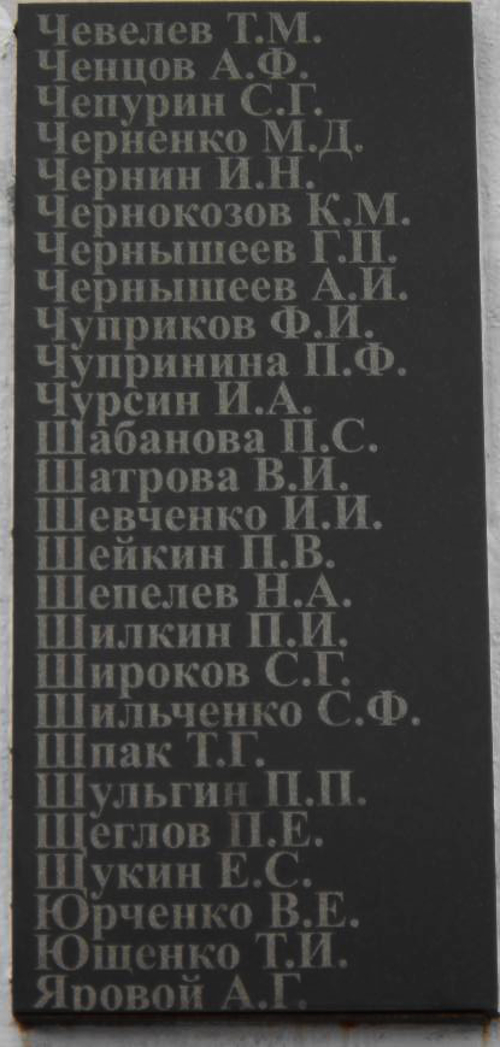 Чевелев Т.М.
Ченцов А.Ф.
Чепурин С.Г.
Черненко М.Д.
Чернин И.Н.
Чернокозов К.М.
Чернышеев Г.П.
Чернышеев А.И.
Чуприков Ф.И.
Чупринина П.Ф.
Чурсин И.А.
Шабанова П.С.
Шатрова В.И.
Шевченко И.И.
Шейкин П.В.
Шепелев Н.А.
Шилкин П.И.
Широков С.Г.
Шильченко С.Ф.
Шпак Т.Г.
Шульгин П.П.
Щеглов П.Е.
Щукин Е.С.
Юрченко В.Е.
Ющенко Т.И.
Яровой А.Г.